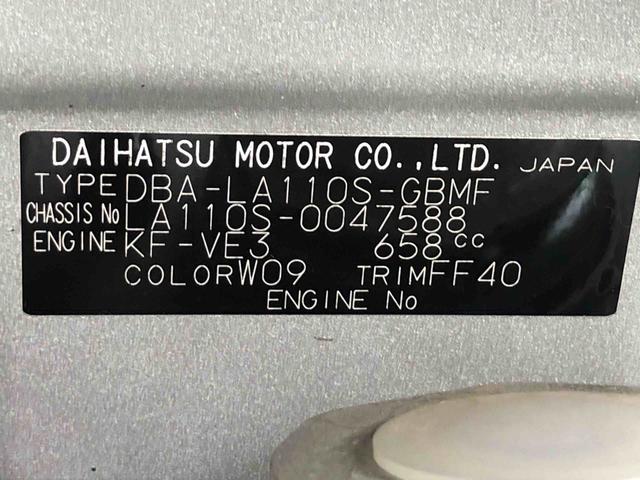 DAIHATSU MOTOR CO.,LTD. JAPAN
TYPE DBA-LA110S-GBMF
CHASSIS No LA110S-0047588
ENGINE KF-VE3 658cc
COLOR W09 TRIM FF40
ENGINE No